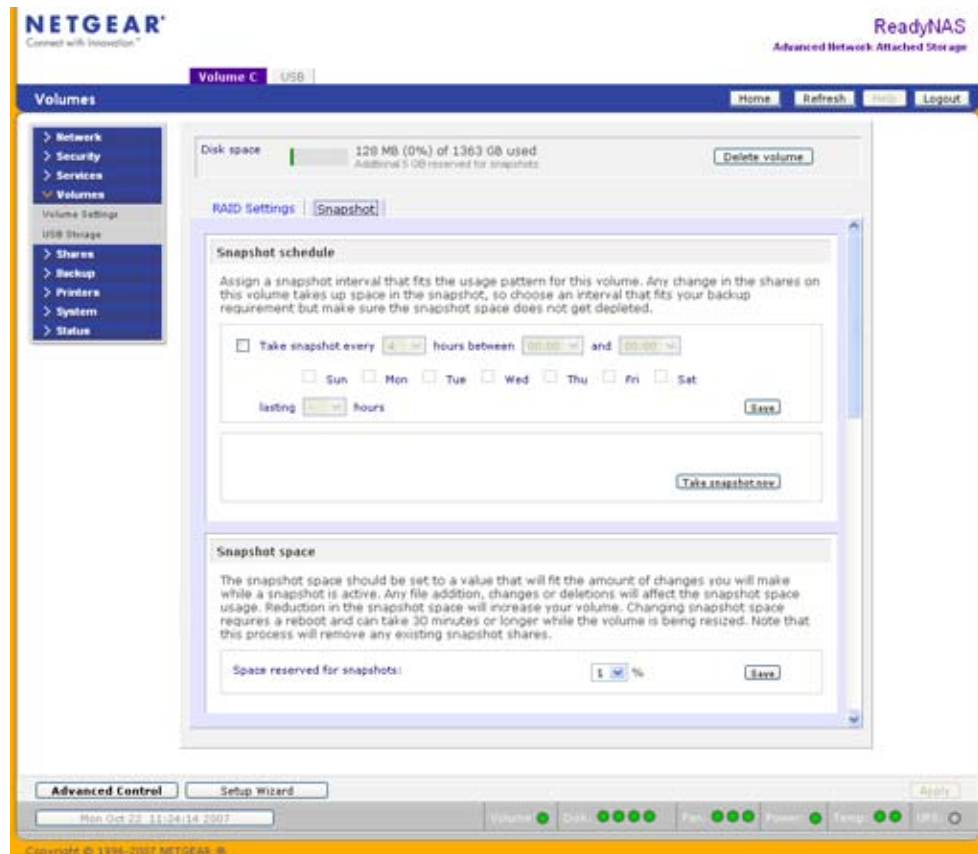 NETGEAR®
Connect with Innovation™
ReadyNAS
Advanced Network Attached Storage
Volume C USB
Volumes
Home Refresh Help Logout
> Network
> Security
> Services
Volumes
Volume Settings
USB Storage
> Shares
> Backup
> Printers
> System
> Status
Disk space
128 MB (0%) of 1363 GB used
Additional 5 GB reserved for snapshots
Delete volume
RAID Settings | Snapshot |
Snapshot schedule
Assign a snapshot interval that fits the usage pattern for this volume. Any change in the shares on
this volume takes up space in the snapshot, so choose an interval that fits your backup
requirement but make sure the snapshot space does not get depleted.
Take snapshot every 4 hours between 00:00 and 00:00
Sun Mon Tue Wed Thu Fri Sat
lasting hours
Save
Take snapshot now
Snapshot space
The snapshot space should be set to a value that will fit the amount of changes you will make
while a snapshot is active. Any file addition, changes or deletions will affect the snapshot space
usage. Reduction in the snapshot space will increase your volume. Changing snapshot space
requires a reboot and can take 30 minutes or longer while the volume is being resized. Note that
this process will remove any existing snapshot shares.
Space reserved for snapshots: % Save
Advanced Control Setup Wizard Apply
Mon Oct 22 11:24:14 2007 Volume Disk Fan Power Temp UPS
Copyright © 1996-2007 NETGEAR ®